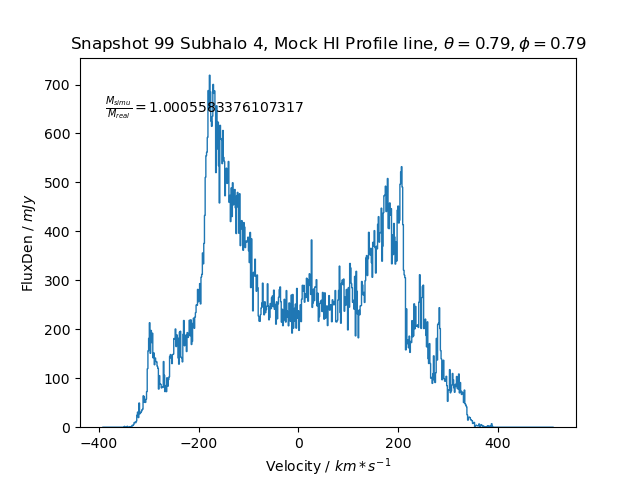 Snapshot 99 Subhalo 4, Mock HI Profile line, θ = 0.79, ϕ = 0.79
M_simu/M_real = 1.0005583376107317
FluxDen / mJy
700
600
500
400
300
200
100
0
−400 −200 0 200 400
Velocity / km * s⁻¹